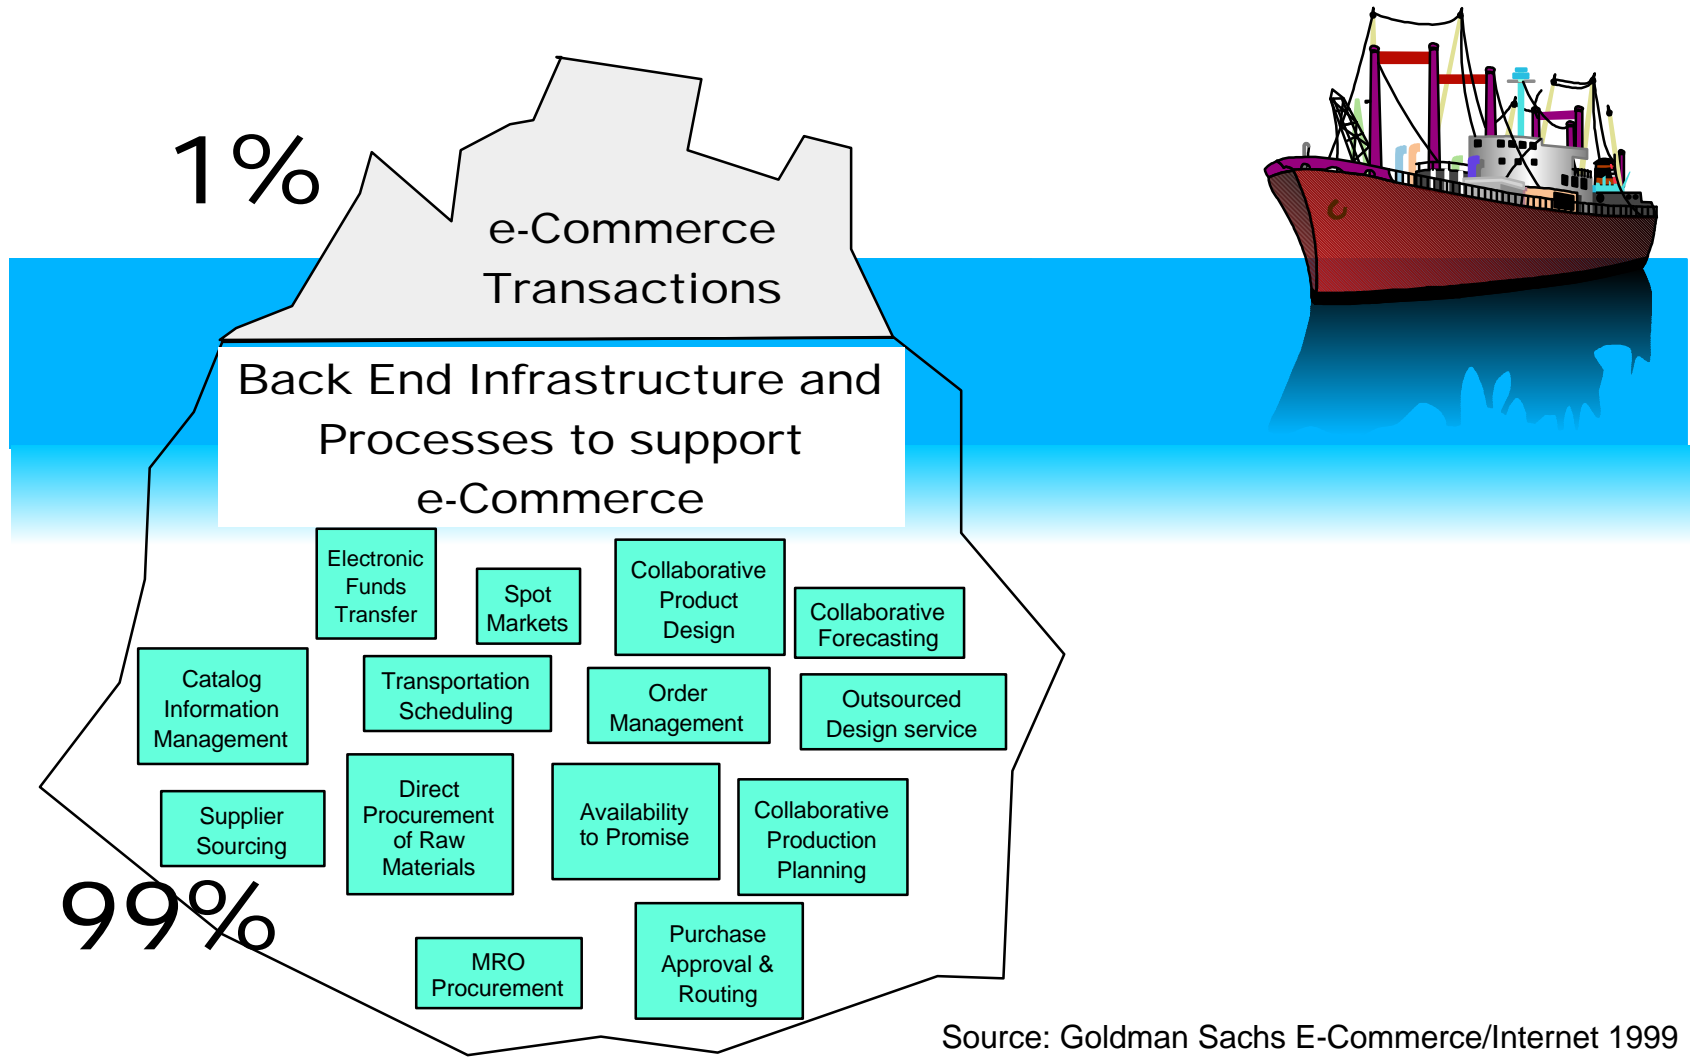 1%
e-Commerce
Transactions
Back End Infrastructure and
Processes to support
e-Commerce
Electronic
Funds
Transfer
Spot
Markets
Collaborative
Product
Design
Collaborative
Forecasting
Catalog
Information
Management
Transportation
Scheduling
Order
Management
Outsourced
Design service
Supplier
Sourcing
Direct
Procurement
of Raw
Materials
Availability
to Promise
Collaborative
Production
Planning
99%
MRO
Procurement
Purchase
Approval &
Routing
Source: Goldman Sachs E-Commerce/Internet 1999